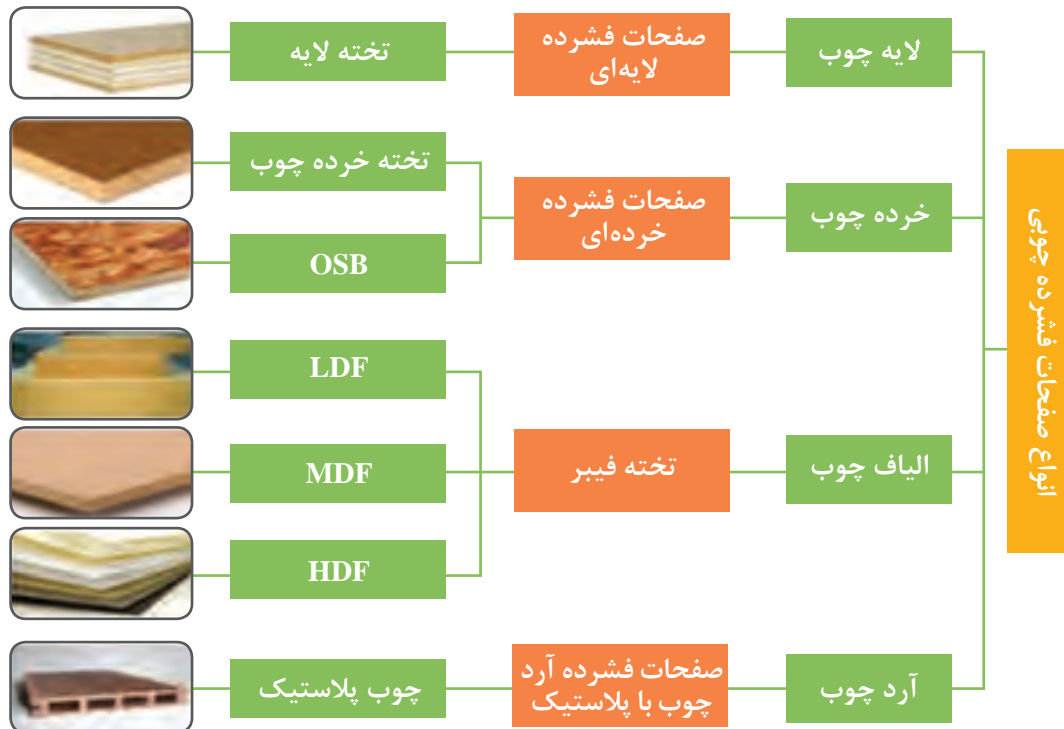 انواع صفحات فشرده چوبی
لایه چوب
صفحات فشرده
لایه‌ای
تخته لایه
خرده چوب
صفحات فشرده
خرده‌ای
تخته خرده چوب
OSB
الیاف چوب
تخته فیبر
LDF
MDF
HDF
آرد چوب
صفحات فشرده آرد
چوب با پلاستیک
چوب پلاستیک